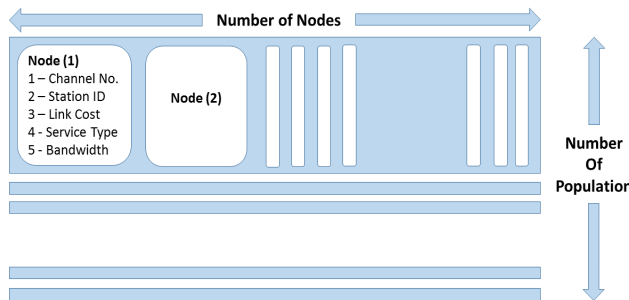 Number of Nodes
Node (1)
1 – Channel No.
2 – Station ID
3 – Link Cost
4 - Service Type
5 - Bandwidth
Node (2)
Number
Of
Population